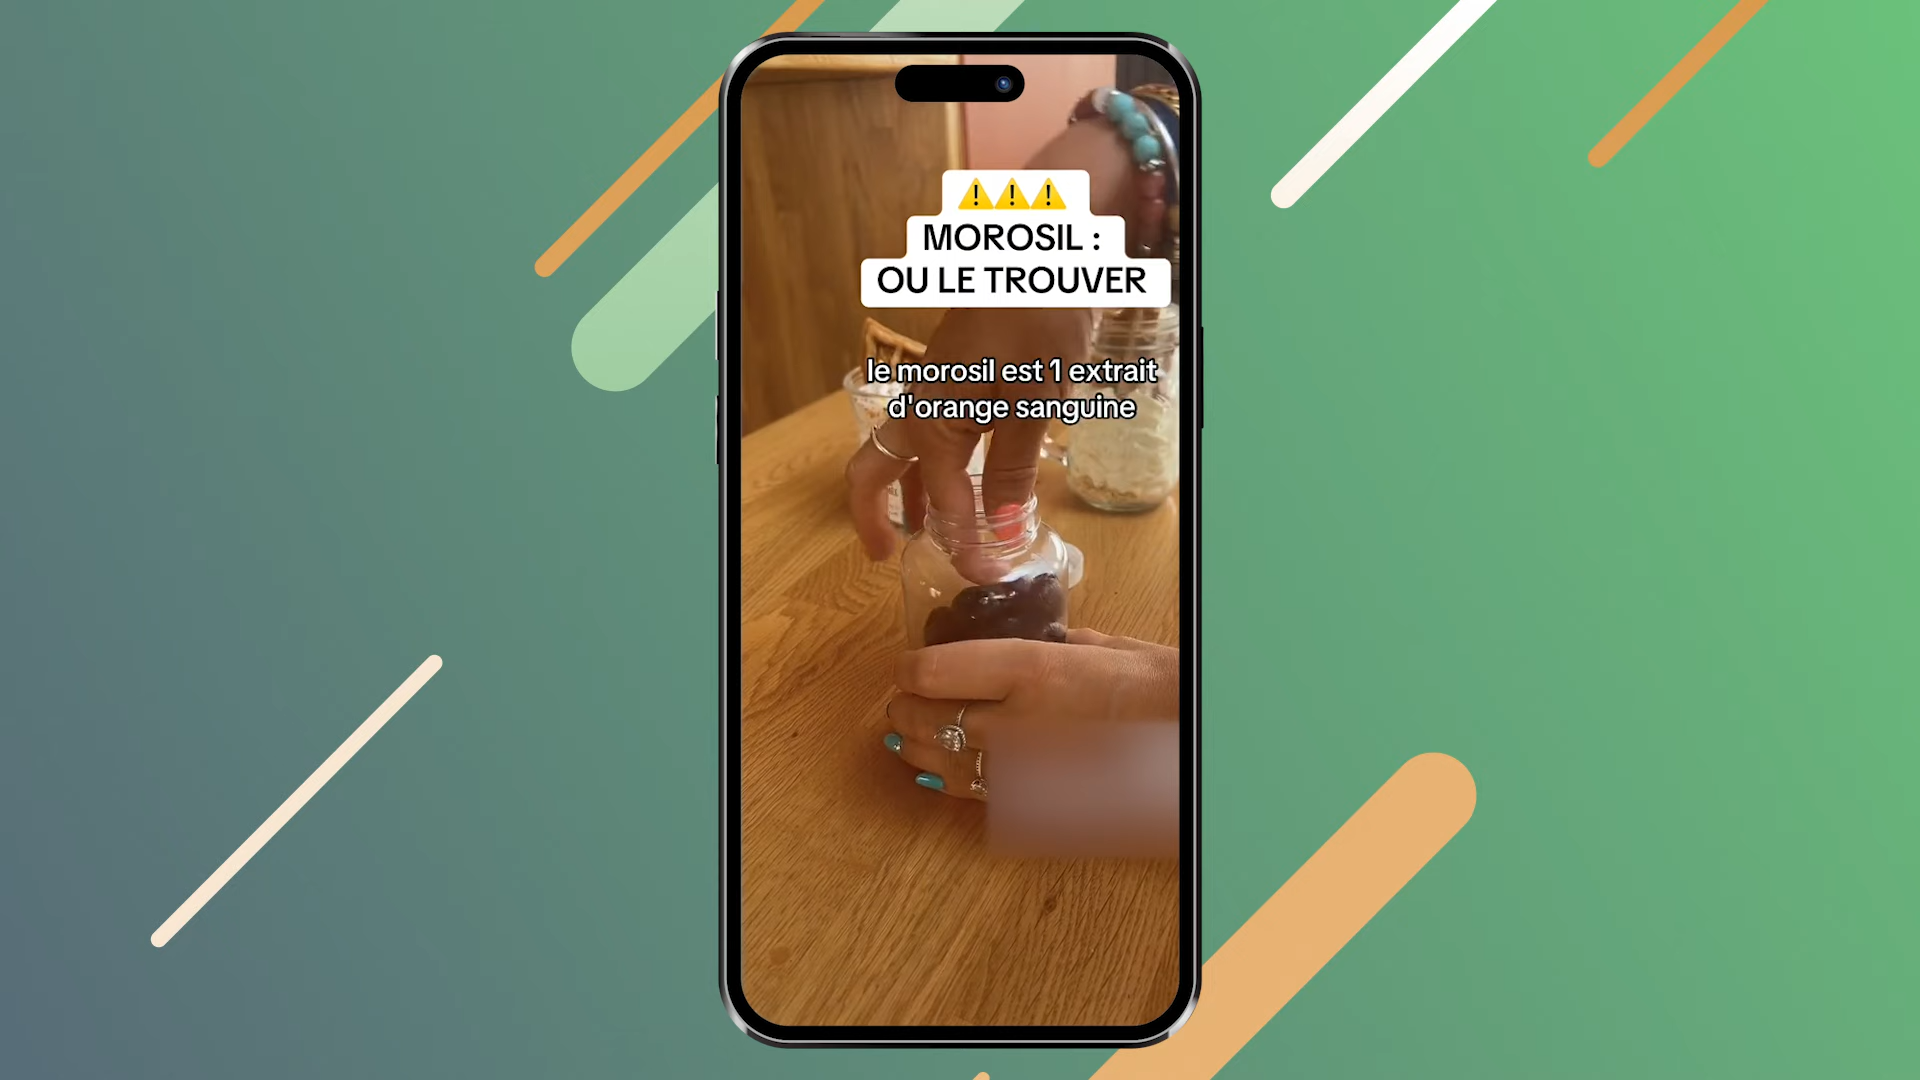 ⚠️⚠️⚠️
MOROSIL :
OU LE TROUVER
le morosil est 1 extrait
d'orange sanguine